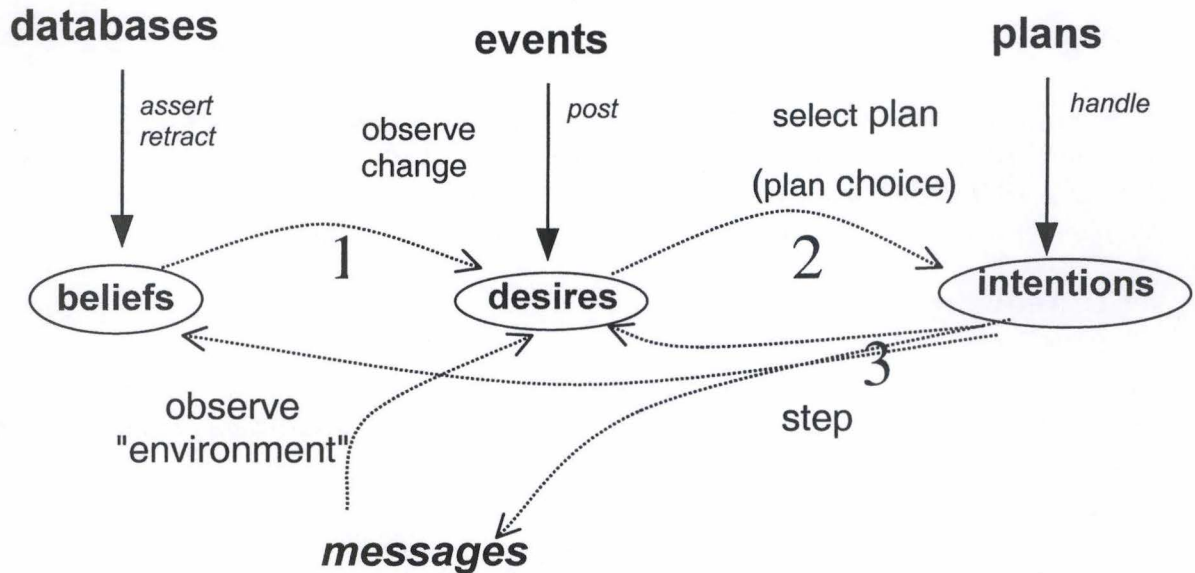 databases
events
plans
assert
retract
observe
change
post
select plan
(plan choice)
handle
1
2
beliefs
desires
intentions
3
observe
"environment"
step
messages